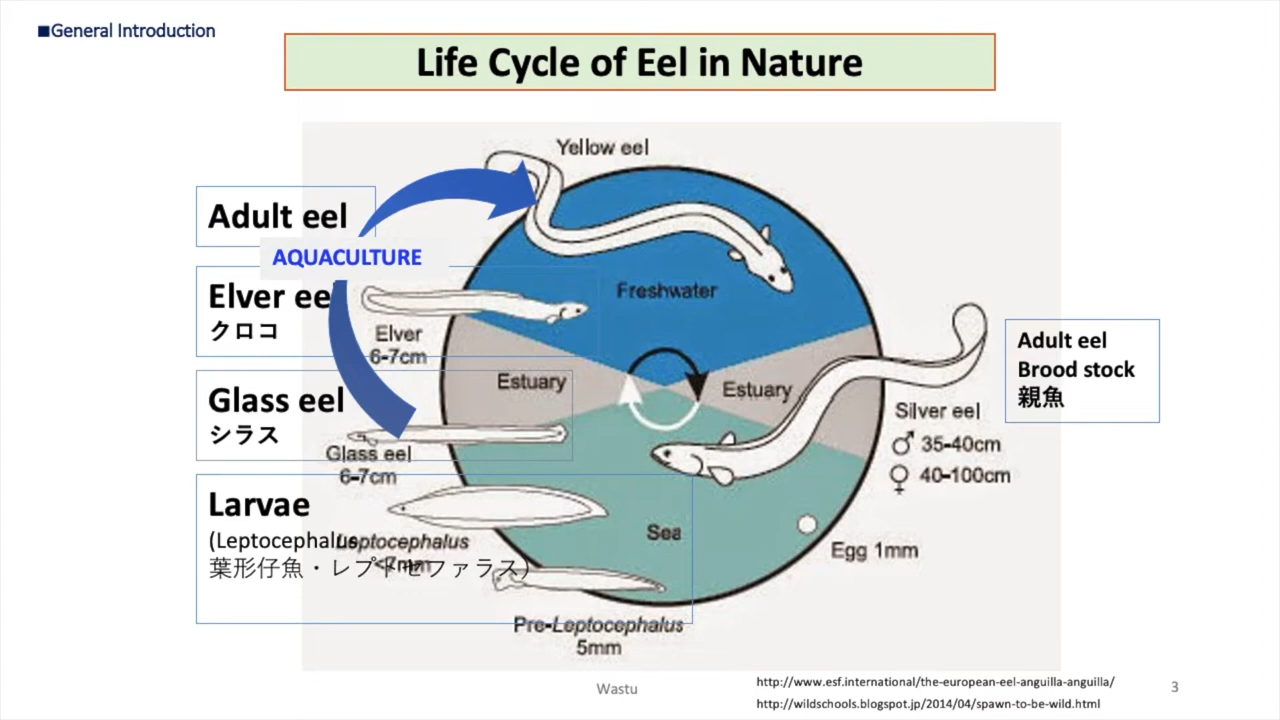 ■General Introduction
Life Cycle of Eel in Nature
Yellow eel
Adult eel
AQUACULTURE
Freshwater
Elver ee
クロコ
Elver
6-7cm
Estuary
Estuary
Adult eel
Brood stock
親魚
Glass eel
シラス
Glass eel
6-7cm
Silver eel
♂ 35-40cm
♀ 40-100cm
Larvae
(Leptocephalus
葉形仔魚・レプトセファラス）
Leptocephalus
<7mm
Sea
Egg 1mm
Pre-Leptocephalus
5mm
Wastu
http://www.esf.international/the-european-eel-anguilla-anguilla/
http://wildschools.blogspot.jp/2014/04/spawn-to-be-wild.html
3